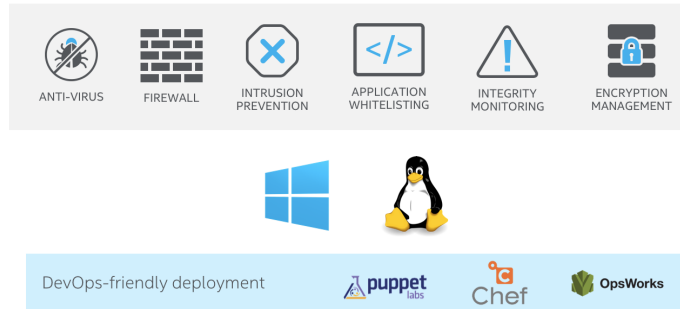 </>
ANTI-VIRUS
FIREWALL
INTRUSION
PREVENTION
APPLICATION
WHITELISTING
INTEGRITY
MONITORING
ENCRYPTION
MANAGEMENT
DevOps-friendly deployment
puppet
labs
Chef
OpsWorks